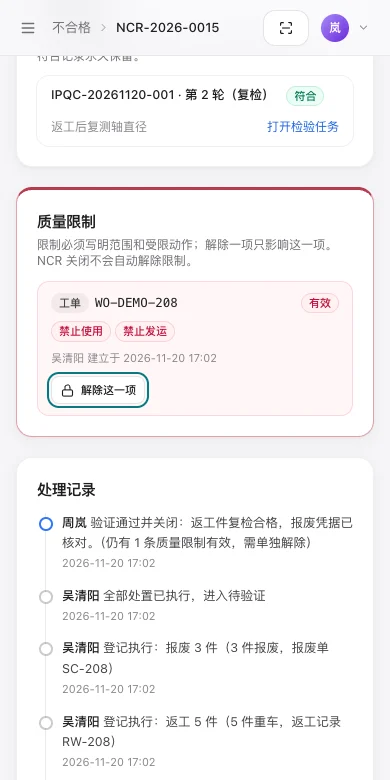 不合格 > NCR-2026-0015 岚
符合记录永久保留。
IPQC-20261120-001 · 第 2 轮（复检） 符合
返工后复测轴直径 打开检验任务
质量限制
限制必须写明范围和受限动作；解除一项只影响这一项。
NCR 关闭不会自动解除限制。
工单 WO-DEMO-208 有效
禁止使用 禁止发运
吴清阳 建立于 2026-11-20 17:02
解除这一项
处理记录
周岚 验证通过并关闭：返工件复检合格，报废凭据已
核对。（仍有 1 条质量限制有效，需单独解除）
2026-11-20 17:02
吴清阳 全部处置已执行，进入待验证
2026-11-20 17:02
吴清阳 登记执行：报废 3 件（3 件报废，报废单
SC-208）
2026-11-20 17:02
吴清阳 登记执行：返工 5 件（5 件重车，返工记录
RW-208）
2026-11-20 17:02